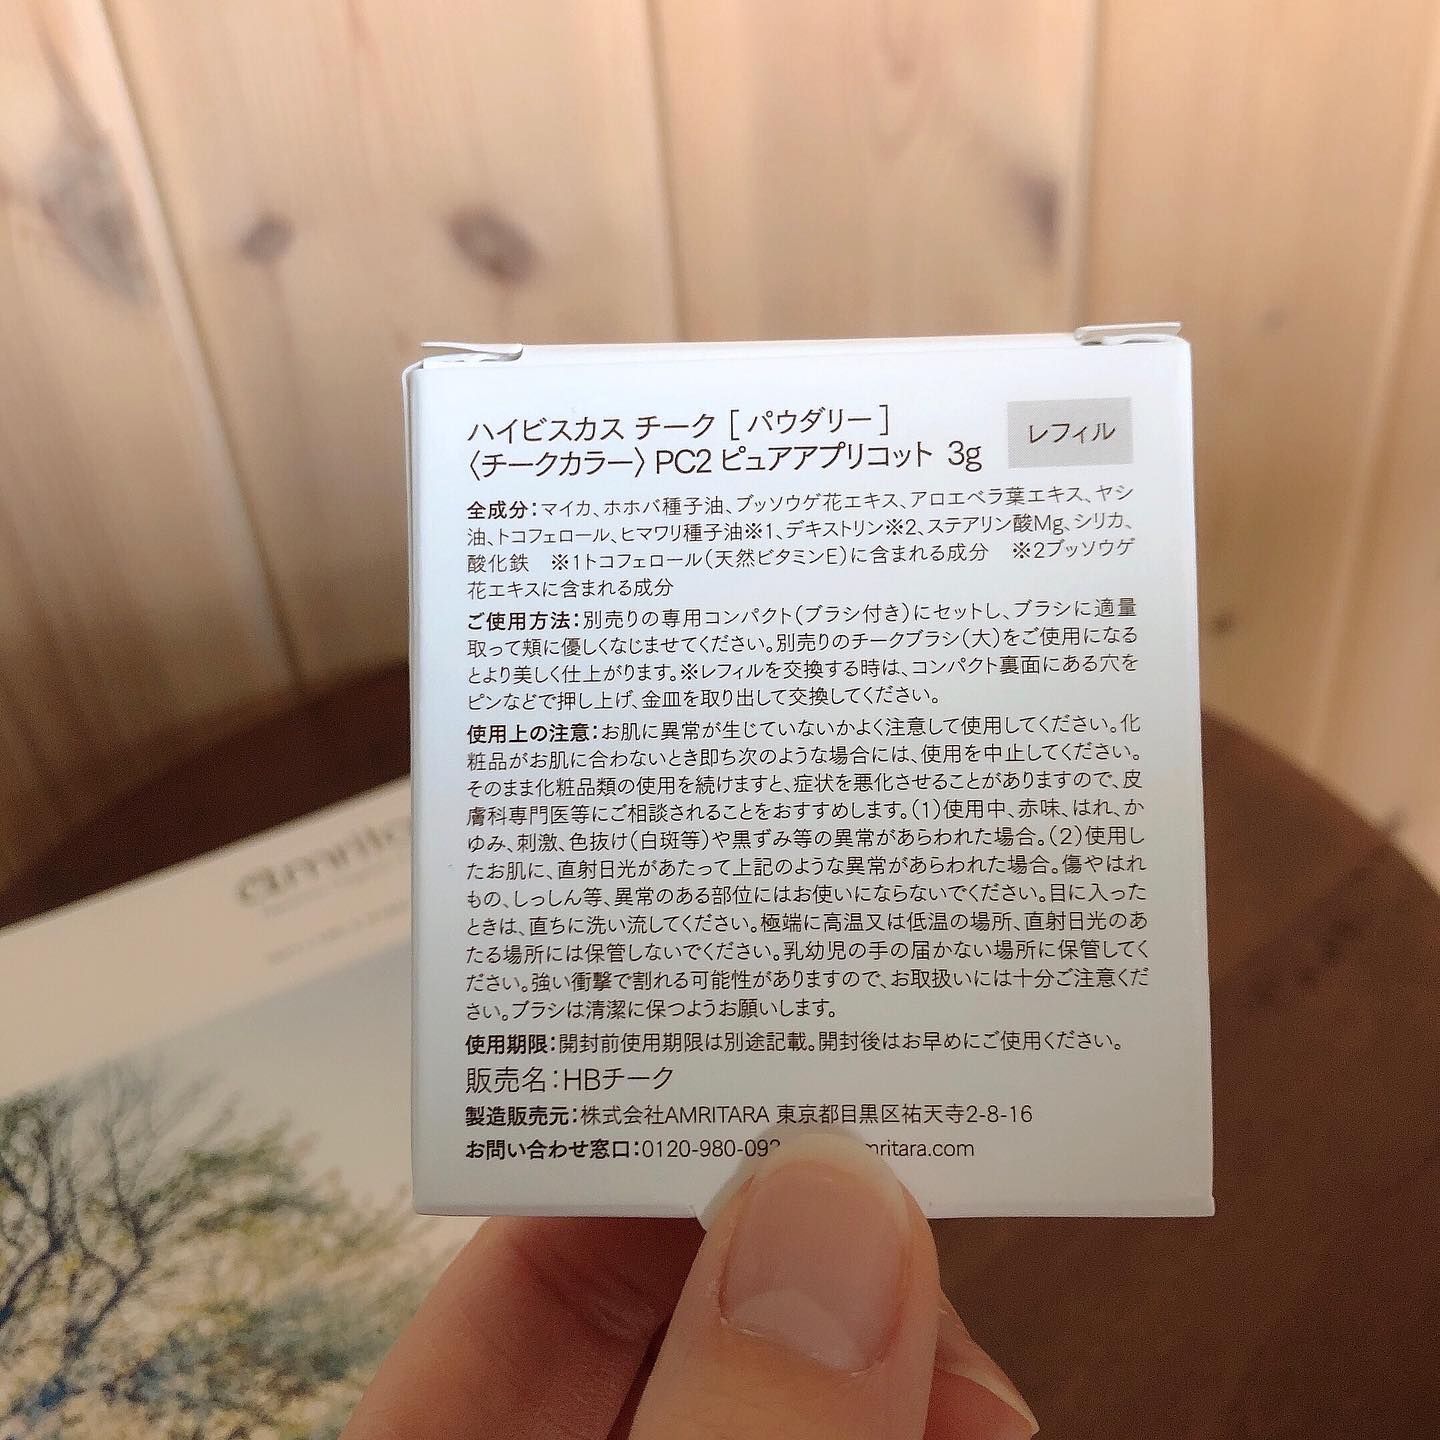 ハイビスカス チーク [ パウダリー ]
レフィル
〈チークカラー〉 PC2 ピュアアプリコット 3g
全成分：マイカ、ホホバ種子油、ブッソウゲ花エキス、アロエベラ葉エキス、ヤシ
油、トコフェロール、ヒマワリ種子油※1、デキストリン※2、ステアリン酸Mg、シリカ、
酸化鉄　※1トコフェロール（天然ビタミンE）に含まれる成分　※2ブッソウゲ
花エキスに含まれる成分
ご使用方法：別売りの専用コンパクト（ブラシ付き）にセットし、ブラシに適量
取って頬に優しくなじませてください。別売りのチークブラシ（大）をご使用になる
とより美しく仕上がります。※レフィルを交換する時は、コンパクト裏面にある穴を
ピンなどで押し上げ、金皿を取り出して交換してください。
使用上の注意：お肌に異常が生じていないかよく注意して使用してください。化
粧品がお肌に合わないとき即ち次のような場合には、使用を中止してください。
そのまま化粧品類の使用を続けますと、症状を悪化させることがありますので、皮
膚科専門医等にご相談されることをおすすめします。（1）使用中、赤味、はれ、か
ゆみ、刺激、色抜け（白斑等）や黒ずみ等の異常があらわれた場合。（2）使用し
たお肌に、直射日光があたって上記のような異常があらわれた場合。傷やはれ
もの、しっしん等、異常のある部位にはお使いにならないでください。目に入った
ときは、直ちに洗い流してください。極端に高温又は低温の場所、直射日光のあ
たる場所には保管しないでください。乳幼児の手の届かない場所に保管してく
ださい。強い衝撃で割れる可能性がありますので、お取扱いには十分ご注意くだ
さい。ブラシは清潔に保つようお願いします。
使用期限：開封前使用期限は別途記載。開封後はお早めにご使用ください。
販売名：HBチーク
製造販売元：株式会社AMRITARA 東京都目黒区祐天寺2-8-16
お問い合わせ窓口：0120-980-092 mritara.com
amrita